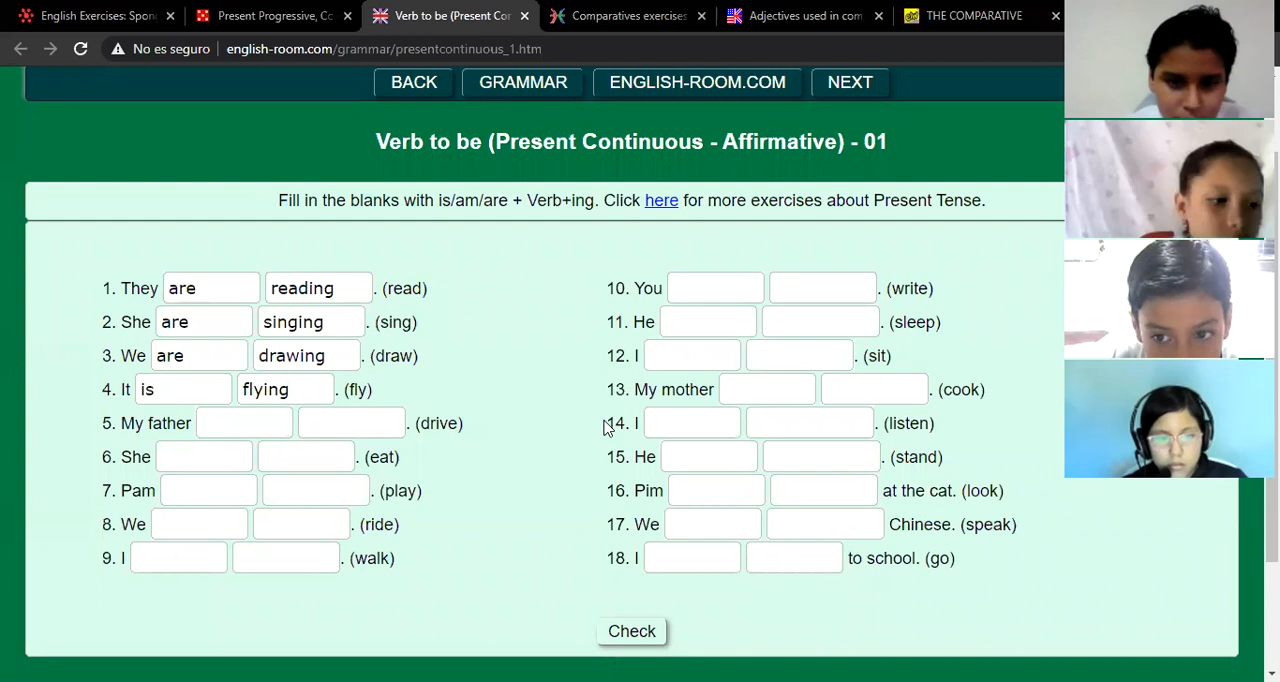 English Exercises: Spon
Present Progressive, Cc
Verb to be (Present Cor
Comparatives exercises
Adjectives used in com
THE COMPARATIVE
No es seguro
english-room.com/grammar/presentcontinuous_1.htm
BACK
GRAMMAR
ENGLISH-ROOM.COM
NEXT
Verb to be (Present Continuous - Affirmative) - 01
Fill in the blanks with is/am/are + Verb+ing. Click here for more exercises about Present Tense.
1. They are reading . (read)
2. She are singing . (sing)
3. We are drawing . (draw)
4. It is flying . (fly)
5. My father . (drive)
6. She . (eat)
7. Pam . (play)
8. We . (ride)
9. I . (walk)
10. You . (write)
11. He . (sleep)
12. I . (sit)
13. My mother . (cook)
14. I . (listen)
15. He . (stand)
16. Pim at the cat. (look)
17. We Chinese. (speak)
18. I to school. (go)
Check